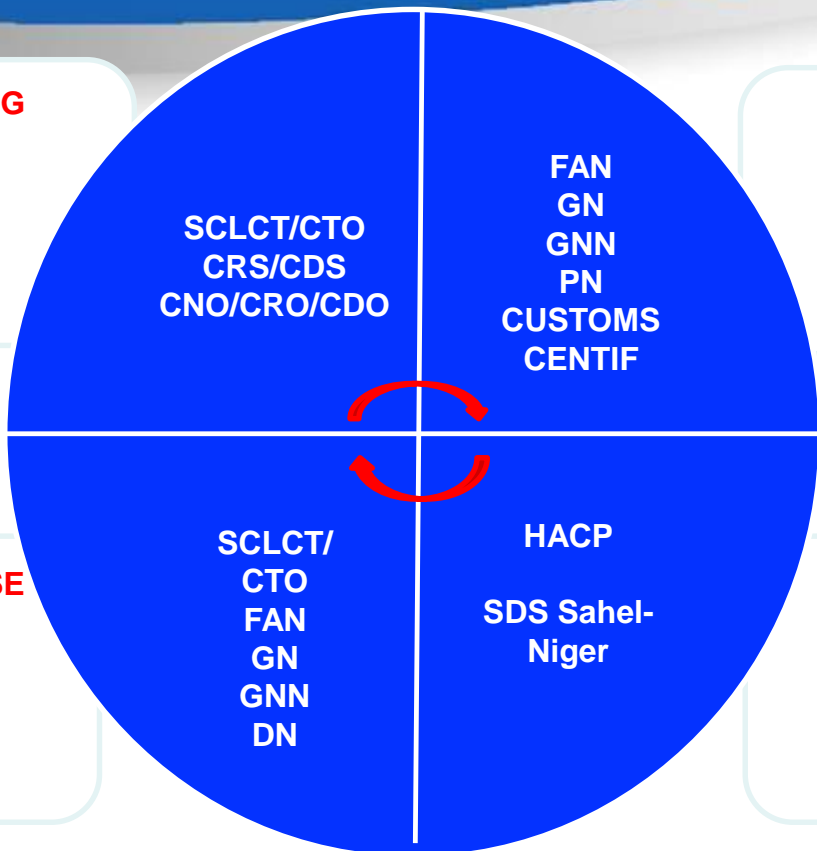 G
SCLCT/CTO
CRS/CDS
CNO/CRO/CDO
FAN
GN
GNN
PN
CUSTOMS
CENTIF
SE
SCLCT/
CTO
FAN
GN
GNN
DN
HACP
SDS Sahel-
Niger